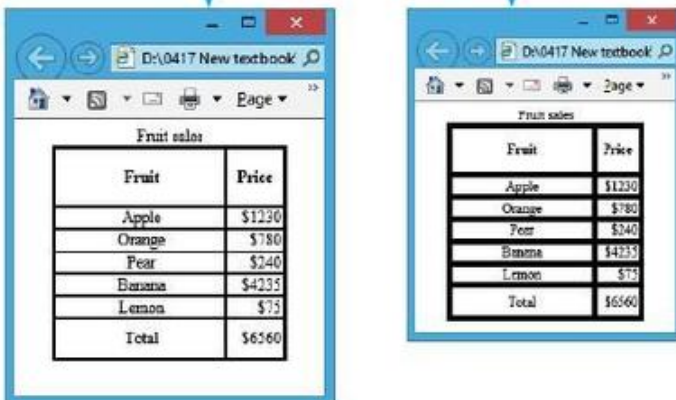 D:\0417 New textbook
Page
Fruit sales
Fruit Price
Apple $1230
Orange $780
Pear $240
Banana $4235
Lemon $75
Total $6560
D:\0417 New textbook
Page
Fruit sales
Fruit Price
Apple $1230
Orange $780
Pear $240
Banana $4235
Lemon $75
Total $6560